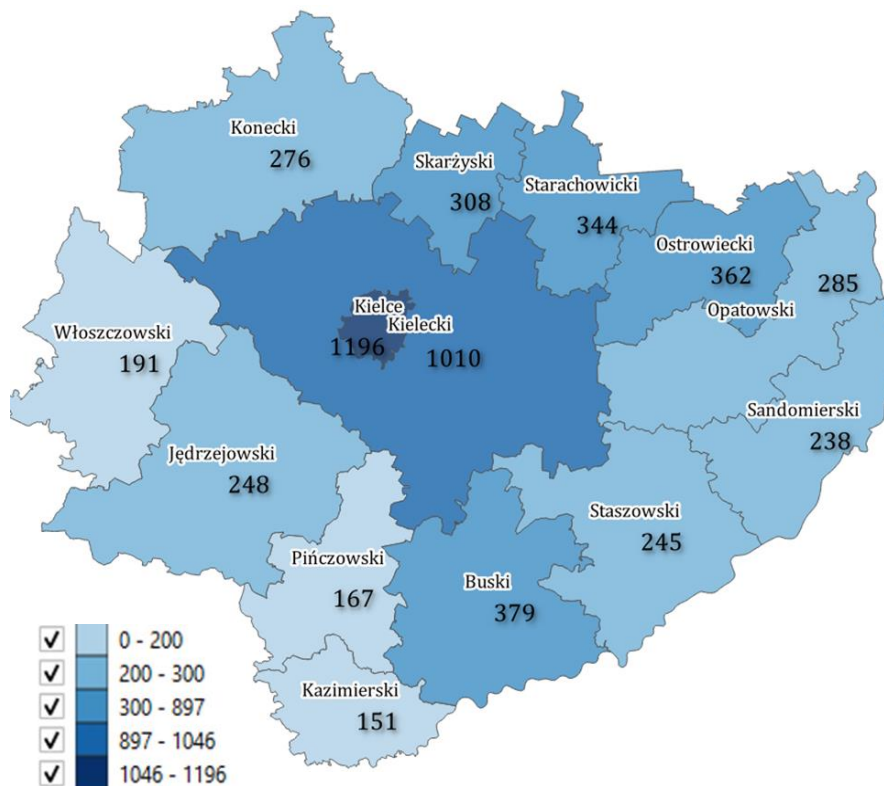 Konecki
276
Skarżyski
308
Starachowicki
344
Ostrowiecki
362
285
Opatowski
Kielce
Kielecki
1196
1010
Włoszczowski
191
Sandomierski
238
Jędrzejowski
248
Staszowski
245
Pińczowski
167
Buski
379
Kazimierski
151
0 - 200
200 - 300
300 - 897
897 - 1046
1046 - 1196